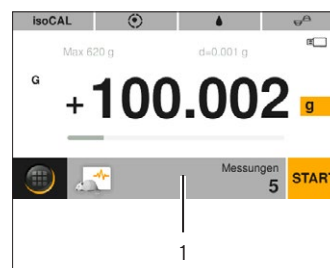 isoCAL
Max 620 g d=0.001 g
G
+ 100.002 g
Messungen
5
START
1